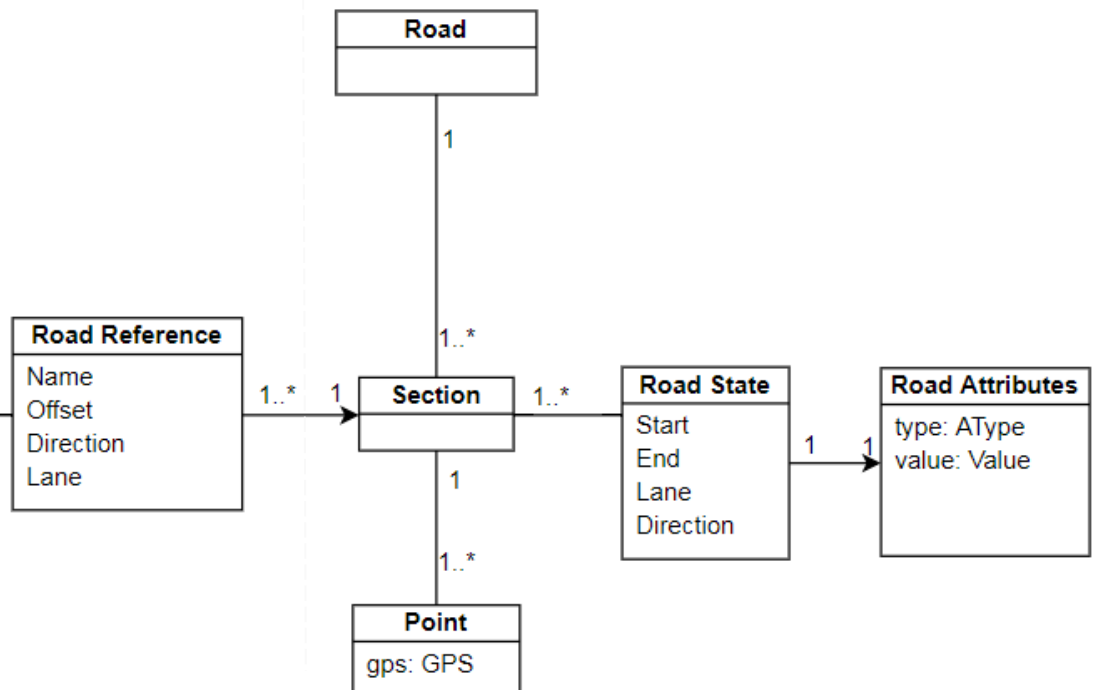 Road
1
1..*
Road Reference
Name
Offset
Direction
Lane
1..*
1
Section
1..*
Road State
Start
End
Lane
Direction
1
1
Road Attributes
type: AType
value: Value
1
1..*
Point
gps: GPS